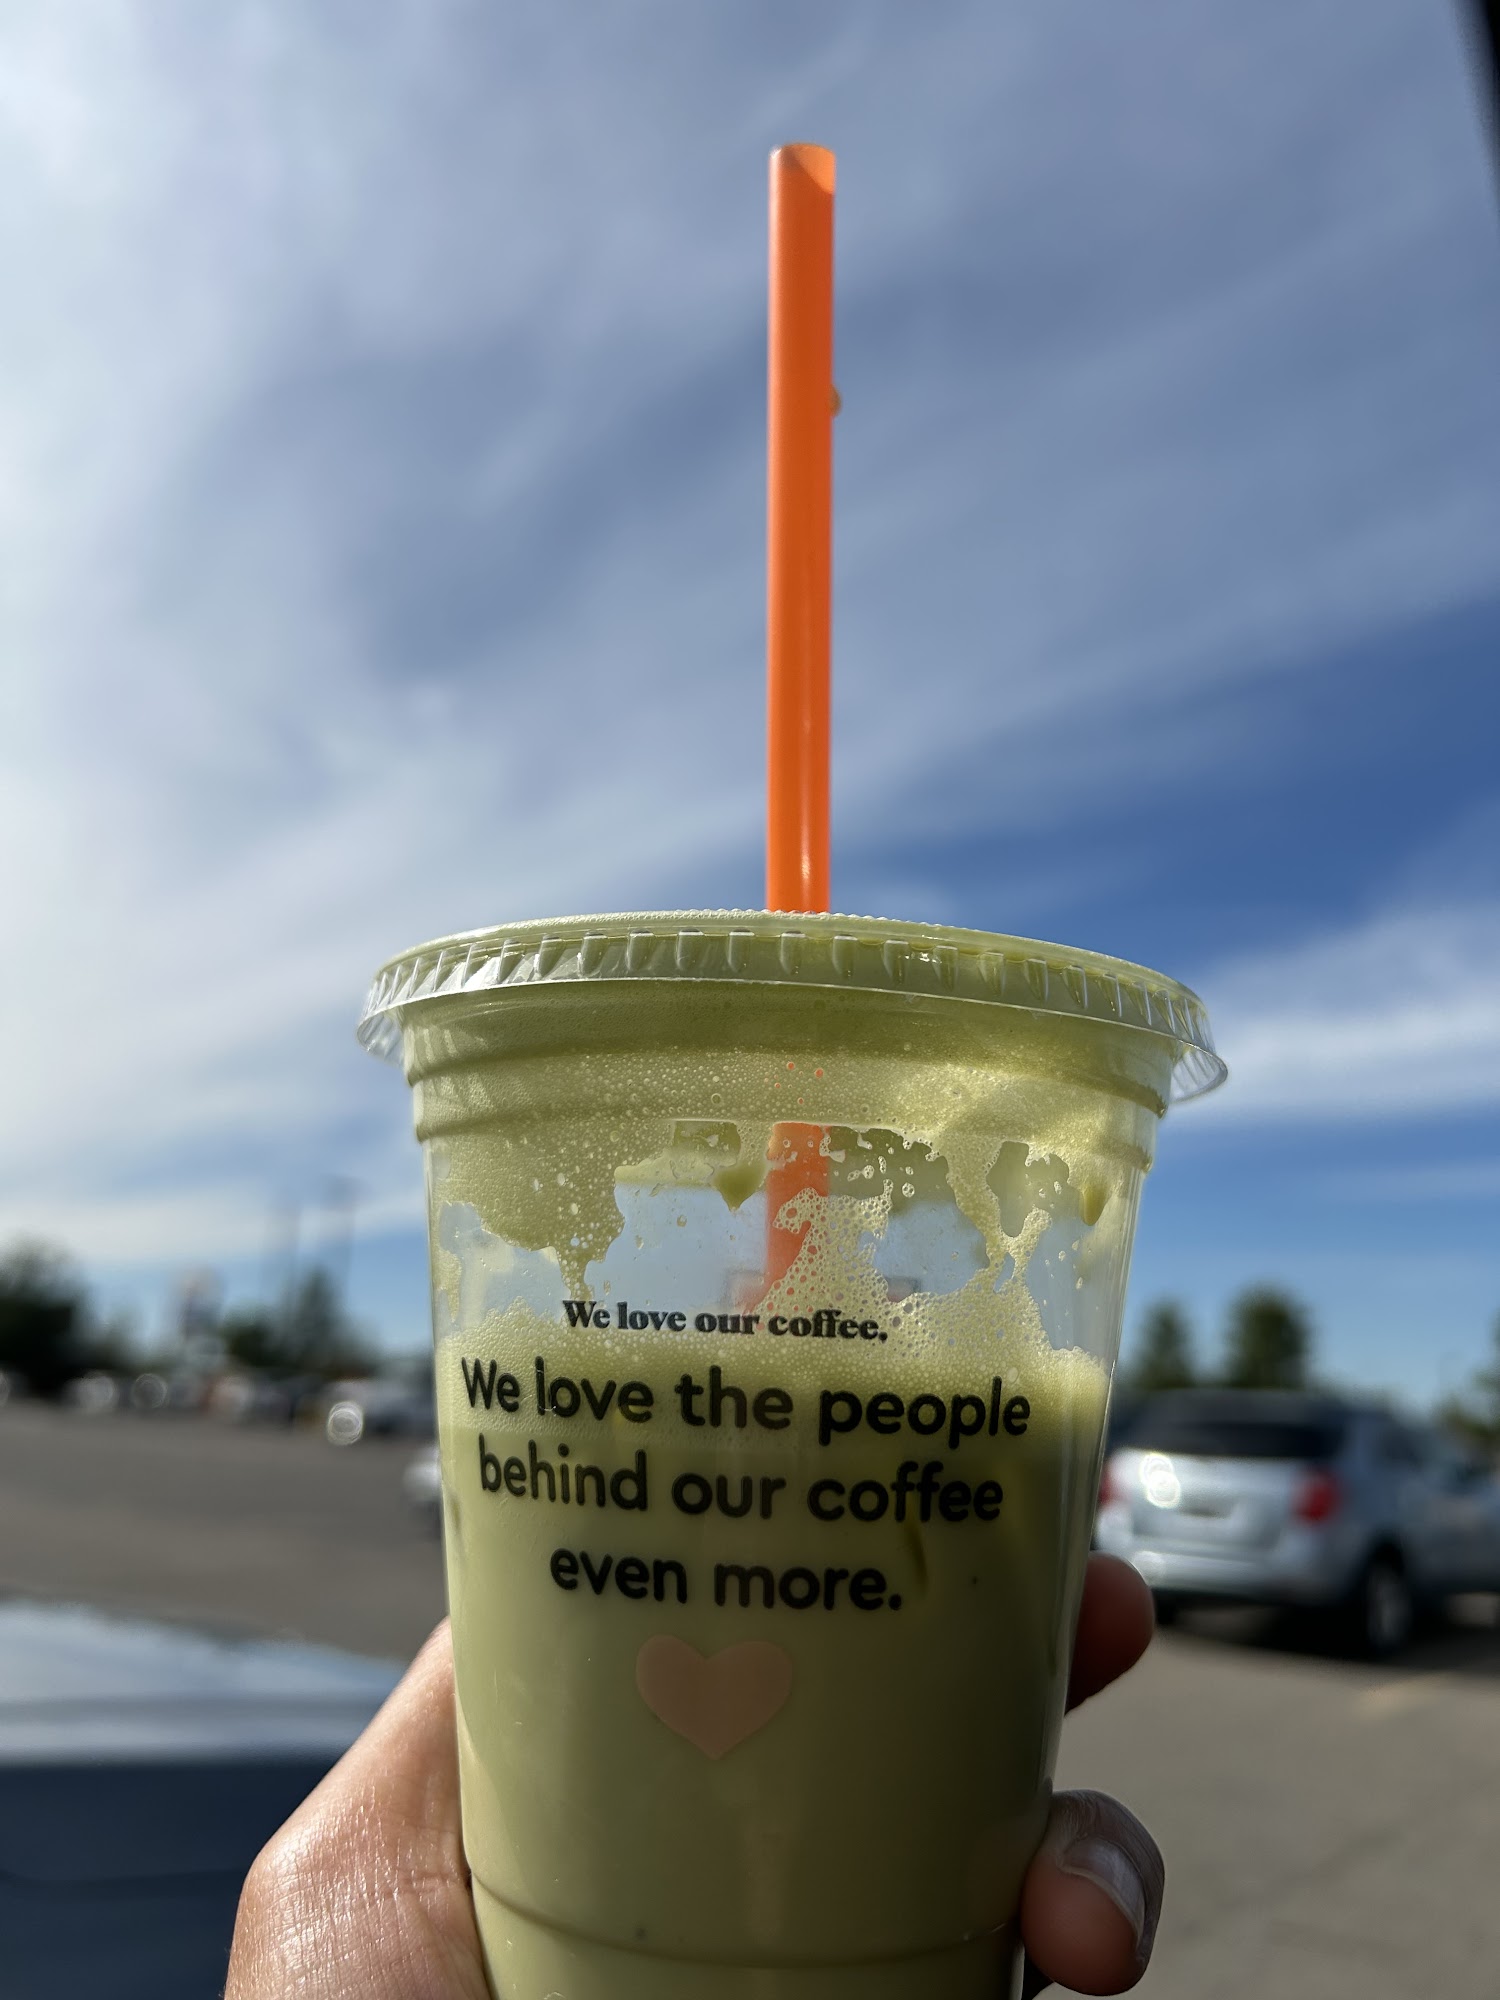 We love our coffee.
We love the people
behind our coffee
even more.